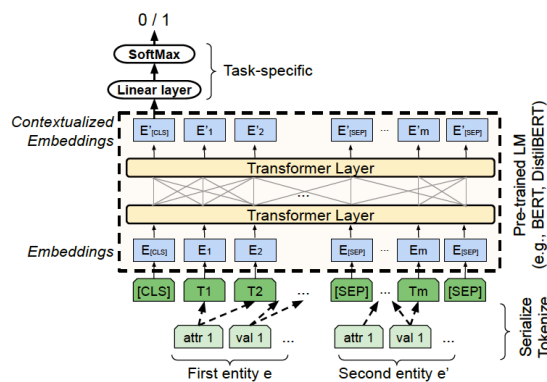 0 / 1
SoftMax
Linear layer
Task-specific
Contextualized
Embeddings
E'[CLS] E'1 E'2 E'[SEP] ... E'm E'[SEP]
Transformer Layer
...
Transformer Layer
Embeddings
E[CLS] E1 E2 E[SEP] ... Em E[SEP]
Pre-trained LM
(e.g., BERT, DistilBERT)
[CLS] T1 T2 ... [SEP] ... Tm [SEP]
attr 1 val 1 ... attr 1 val 1 ...
First entity e Second entity e'
Serialize
Tokenize